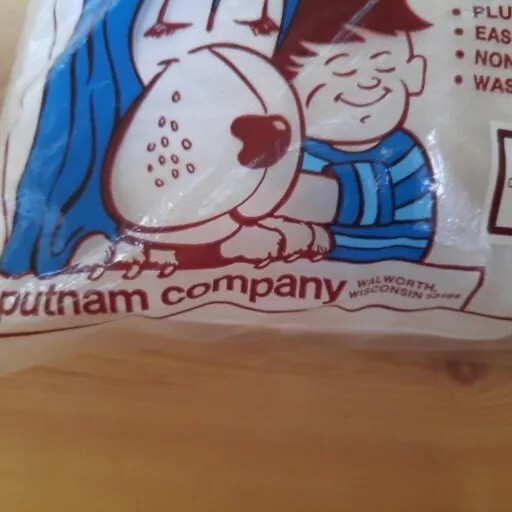 • PLU
• EAS
• NON
• WAS
putnam company
WALWORTH,
WISCONSIN